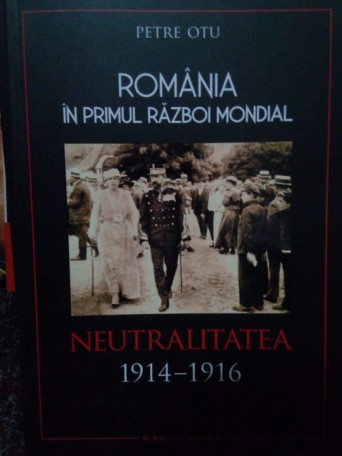 PETRE OTU
ROMÂNIA
ÎN PRIMUL RĂZBOI MONDIAL
NEUTRALITATEA
1914–1916